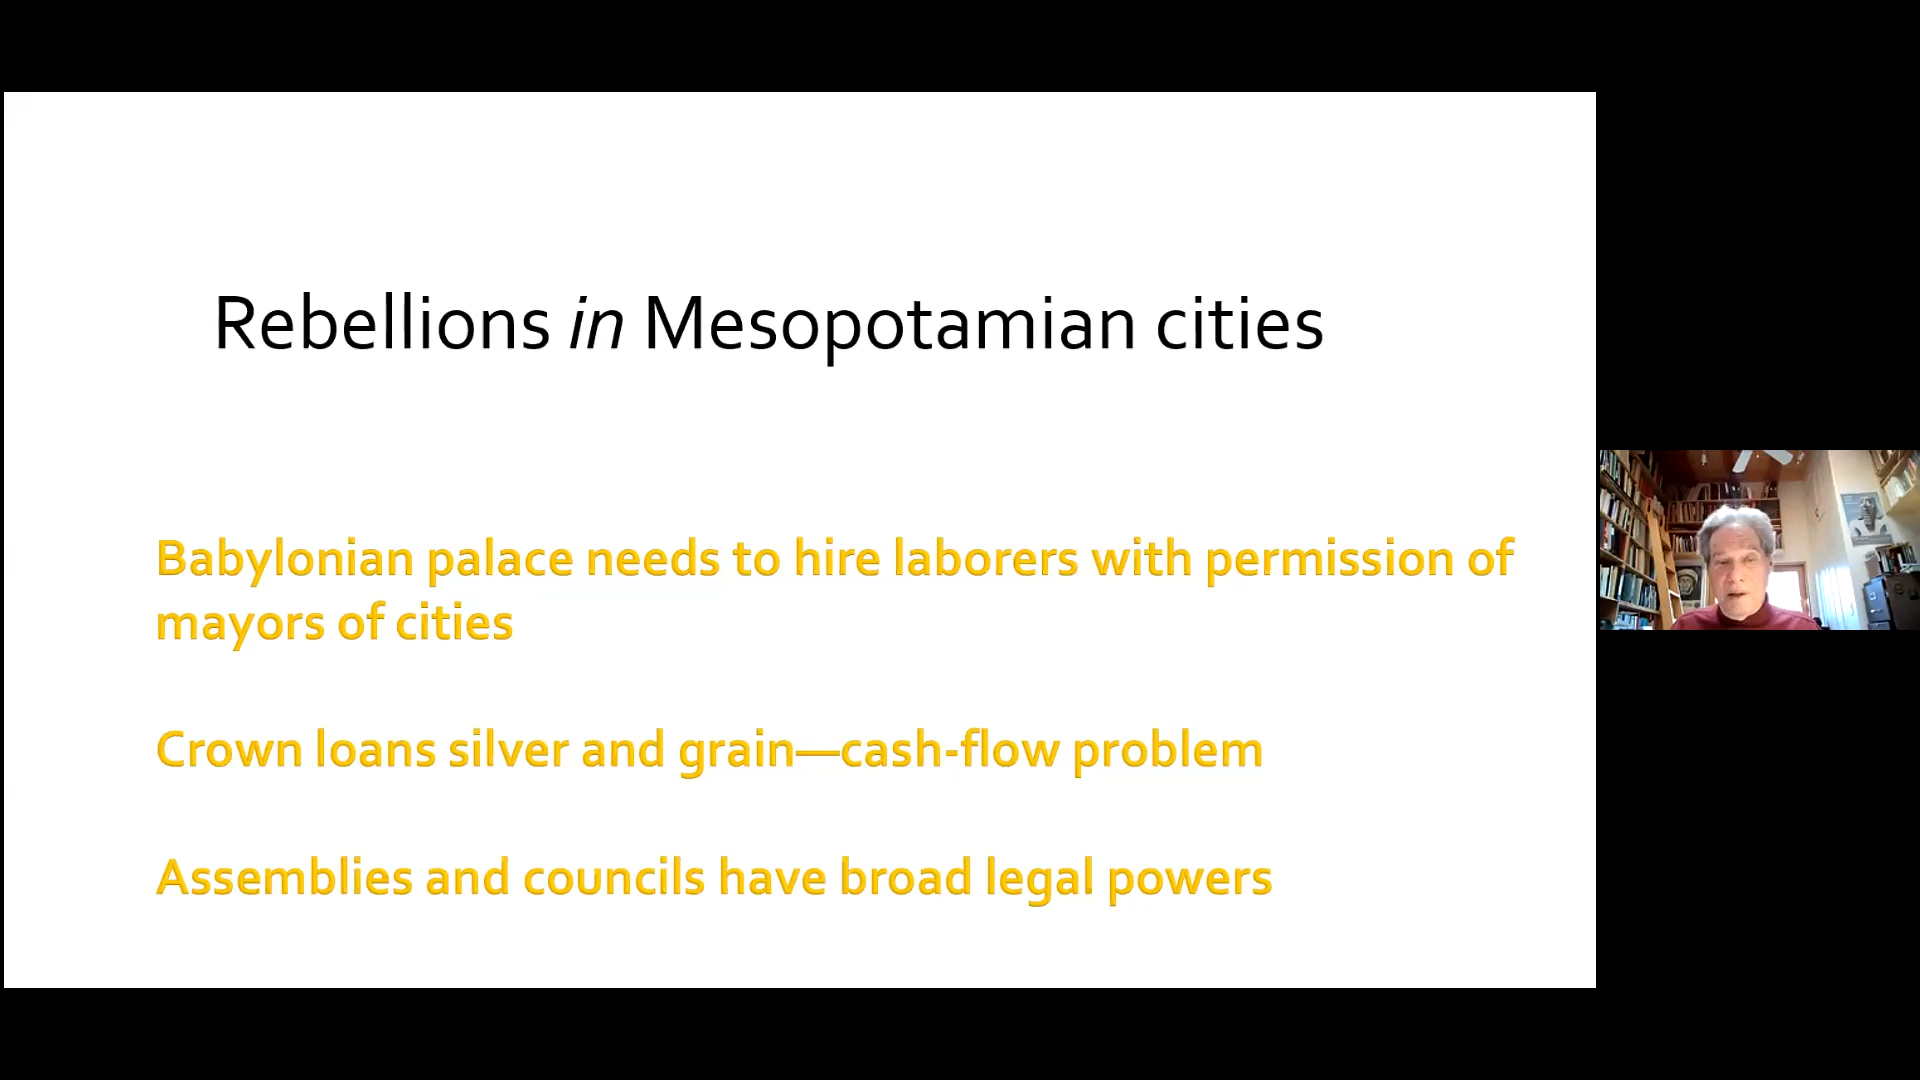 Rebellions in Mesopotamian cities
Babylonian palace needs to hire laborers with permission of
mayors of cities
Crown loans silver and grain—cash-flow problem
Assemblies and councils have broad legal powers